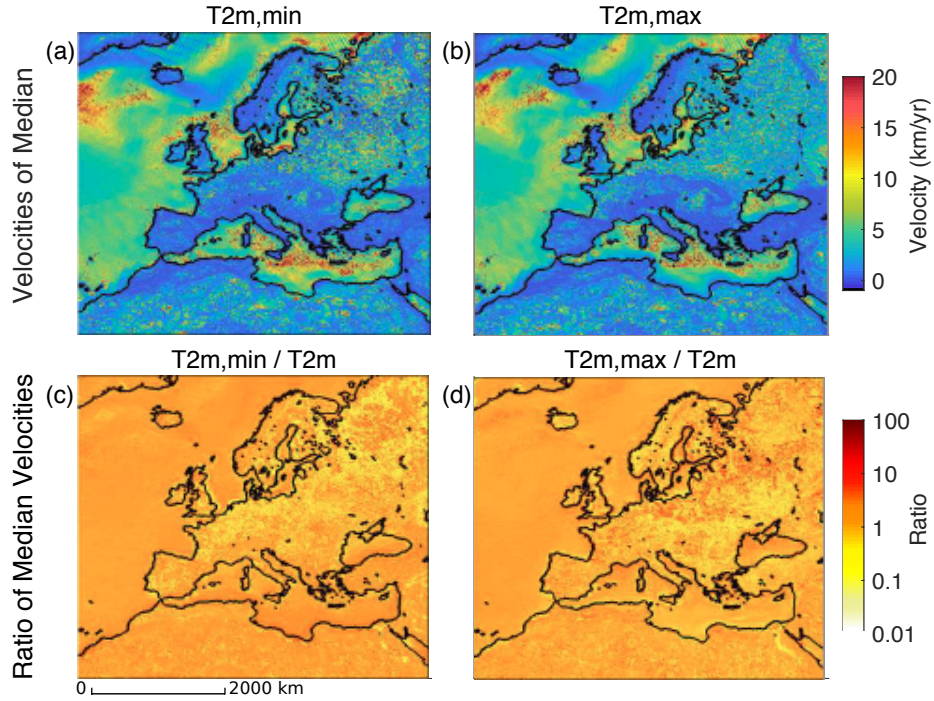 T2m,min
T2m,max
(a)
(b)
Velocities of Median
20
15
10
5
0
Velocity (km/yr)
T2m,min / T2m
T2m,max / T2m
(c)
(d)
Ratio of Median Velocities
100
10
1
0.1
0.01
Ratio
0
2000 km